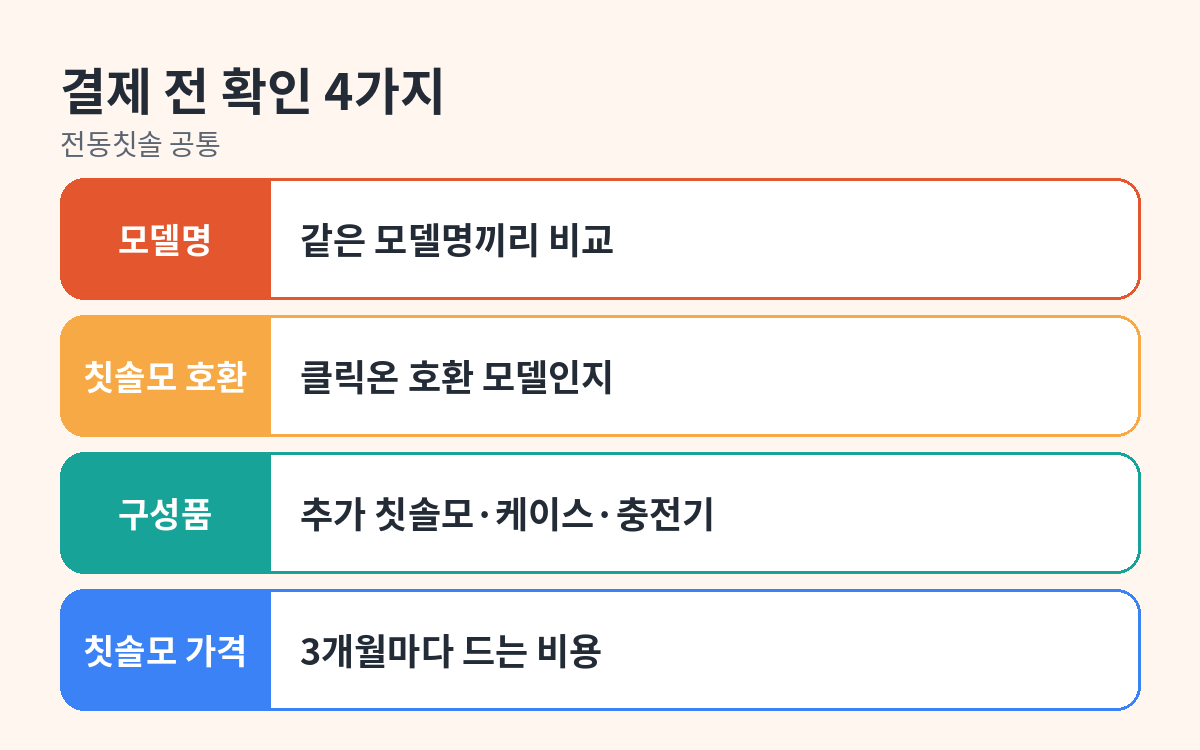 결제 전 확인 4가지
전동칫솔 공통
모델명
같은 모델명끼리 비교
칫솔모 호환
클릭온 호환 모델인지
구성품
추가 칫솔모·케이스·충전기
칫솔모 가격
3개월마다 드는 비용